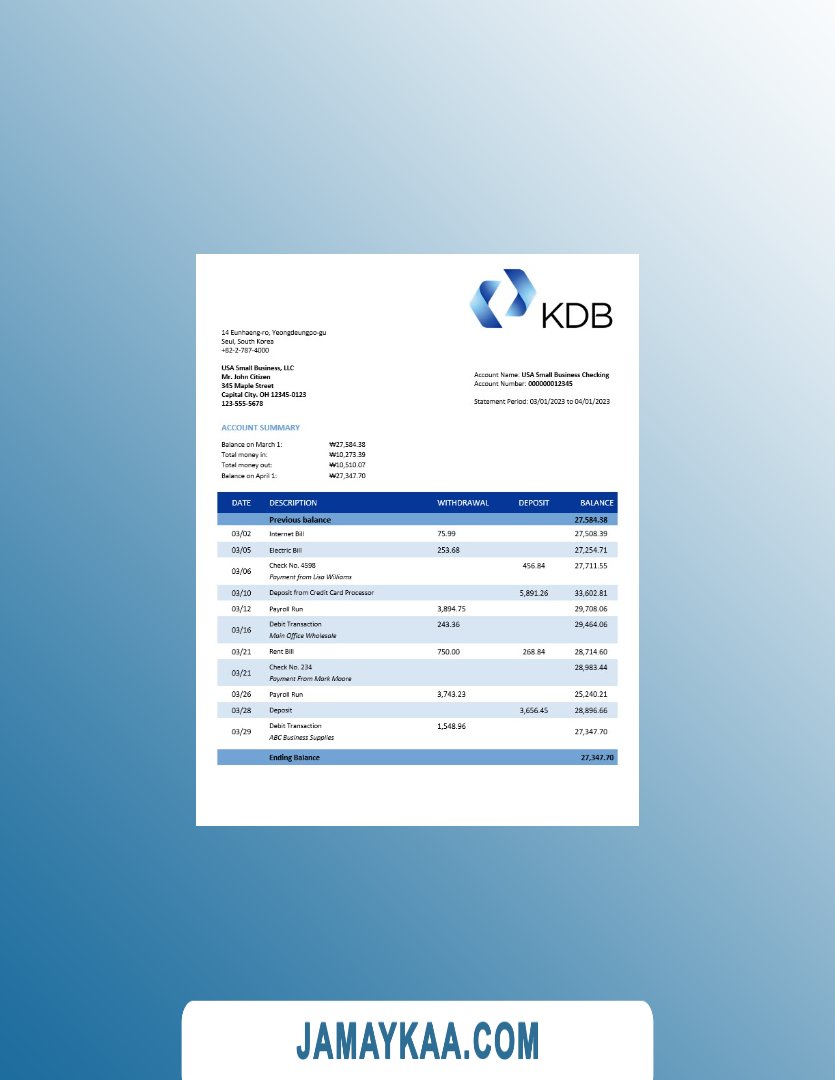 KDB
14 Eunhaeng-ro, Yeongdeungpo-gu
Seul, South Korea
+82-2-787-4000
USA Small Business, LLC
Mr. John Citizen
345 Maple Street
Capital City. OH 12345-0123
123-555-5678
Account Name: USA Small Business Checking
Account Number: 000000012345
Statement Period: 03/01/2023 to 04/01/2023
ACCOUNT SUMMARY
Balance on March 1: ₩27,584.38
Total money in: ₩10,273.39
Total money out: ₩10,510.07
Balance on April 1: ₩27,347.70
DATE DESCRIPTION WITHDRAWAL DEPOSIT BALANCE
Previous balance 27.584.38
03/02 Internet Bill 75.99 27,508.39
03/05 Electric Bill 253.68 27,254.71
03/06 Check No. 4598 456.84 27,711.55
Payment from Lisa Williams
03/10 Deposit from Credit Card Processor 5,891.26 33,602.81
03/12 Payroll Run 3,894.75 29,708.06
03/16 Debit Transaction 243.36 29,464.06
Main Office Wholesale
03/21 Rent Bill 750.00 268.84 28,714.60
03/21 Check No. 234 28,983.44
Payment From Mark Moore
03/26 Payroll Run 3,743.23 25,240.21
03/28 Deposit 3,656.45 28,896.66
03/29 Debit Transaction 1,548.96 27,347.70
ABC Business Supplies
Ending Balance 27,347.70
JAMAYKAA.COM